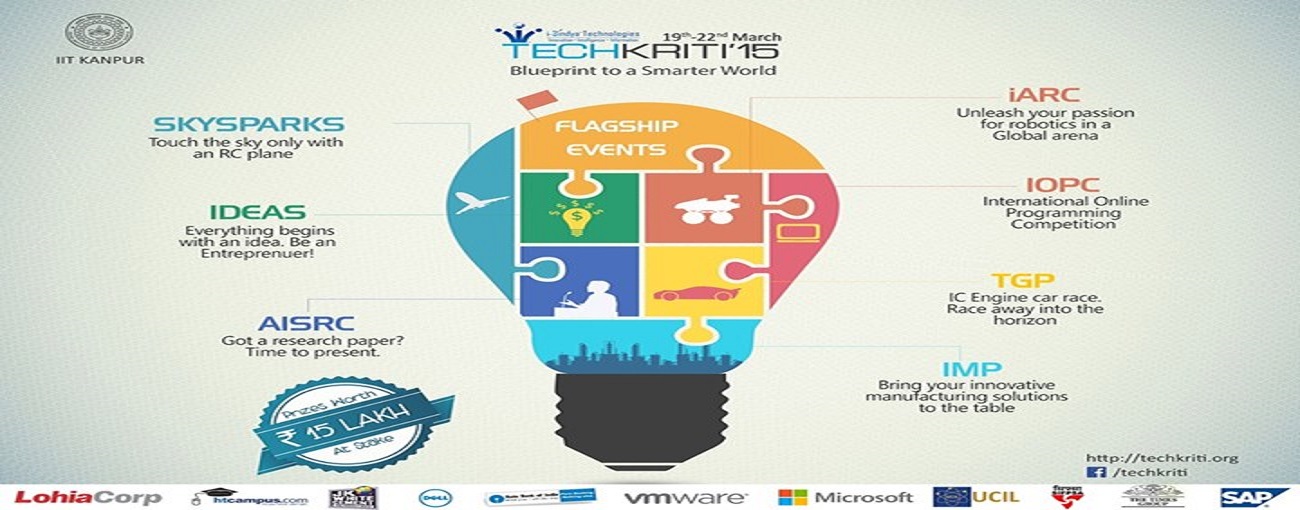 IIT KANPUR
i-3indya Technologies
19th-22nd March
TECHKRITI'15
Blueprint to a Smarter World
SKYSPARKS
Touch the sky only with
an RC plane
IDEAS
Everything begins
with an idea. Be an
Entreprenuer!
AISRC
Got a research paper?
Time to present.
Prizes Worth
₹ 15 LAKH
At Stake
FLAGSHIP
EVENTS
iARC
Unleash your passion
for robotics in a
Global arena
IOPC
International Online
Programming
Competition
TGP
IC Engine car race.
Race away into the
horizon
IMP
Bring your innovative
manufacturing solutions
to the table
http://techkriti.org
/techkriti
LohiaCorp
htcampus.com
JK WHITE
CEMENT
DELL
State Bank of India
vmware
Microsoft
UCIL
THE TIMES
GROUP
SAP